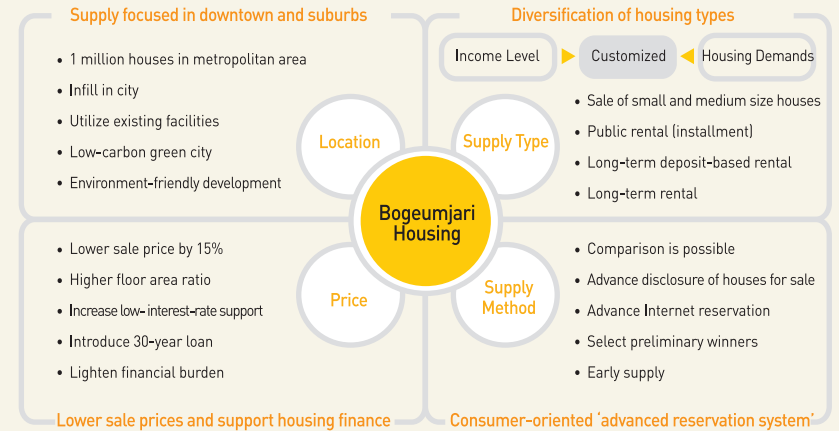 Supply focused in downtown and suburbs
• 1 million houses in metropolitan area
• Infill in city
• Utilize existing facilities
• Low-carbon green city
• Environment-friendly development
Location
Diversification of housing types
Income Level
Customized
Housing Demands
• Sale of small and medium size houses
• Public rental (installment)
• Long-term deposit-based rental
• Long-term rental
Supply Type
Bogeumjari
Housing
• Lower sale price by 15%
• Higher floor area ratio
• Increase low- interest-rate support
• Introduce 30-year loan
• Lighten financial burden
Price
Lower sale prices and support housing finance
Supply
Method
• Comparison is possible
• Advance disclosure of houses for sale
• Advance Internet reservation
• Select preliminary winners
• Early supply
Consumer-oriented ‘advanced reservation system’